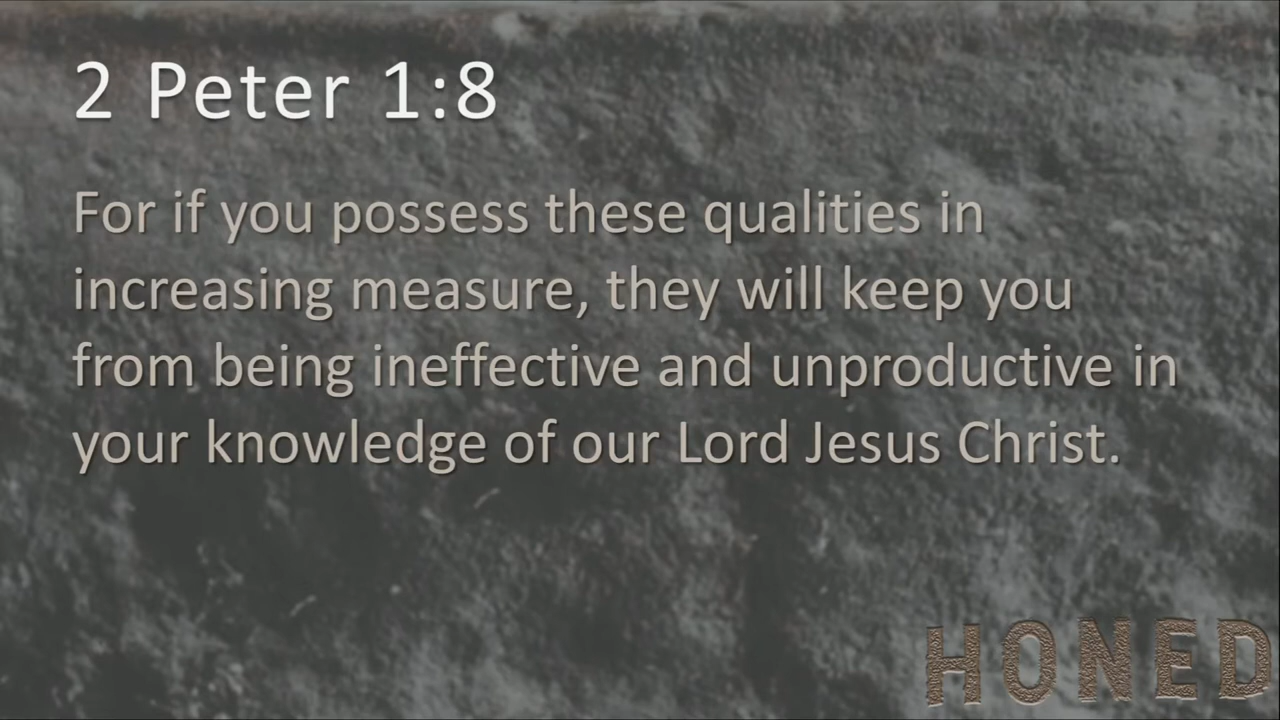 2 Peter 1:8
For if you possess these qualities in
increasing measure, they will keep you
from being ineffective and unproductive in
your knowledge of our Lord Jesus Christ.
HONED